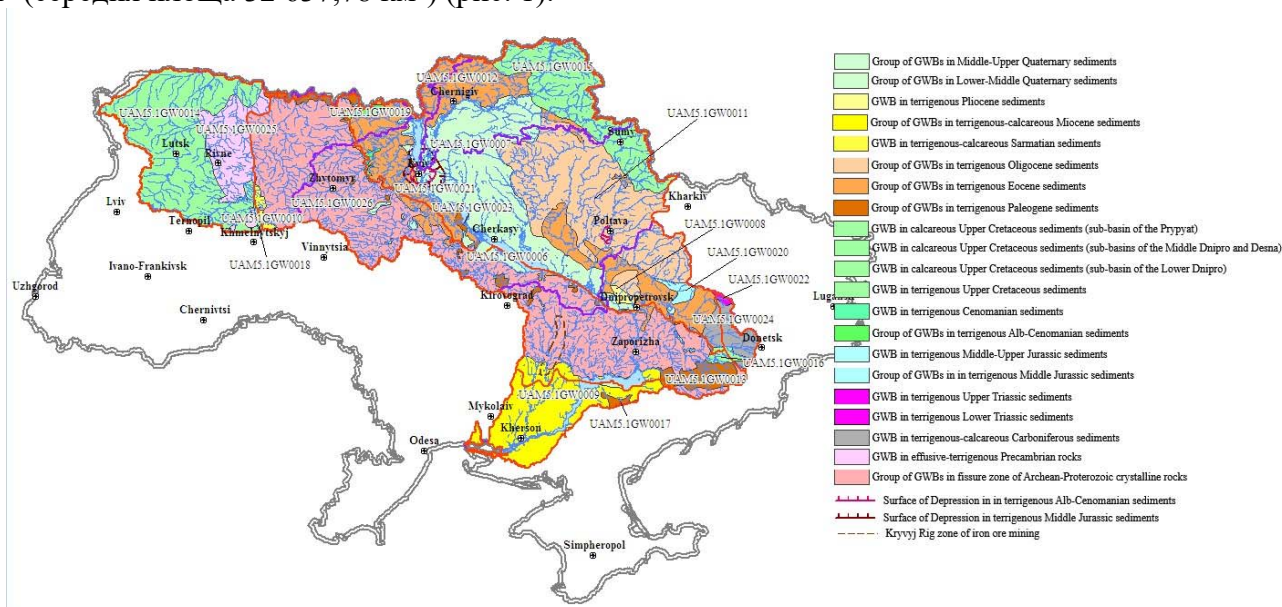 (середня площа 52 657,78 км²) (рис. 1).
UAM5.1GW0012
UAM5.1GW0015
Chernigiv
UAM5.1GW0014
UAM5.1GW0019
UAM5.1GW0011
UAM5.1GW0025
Sumy
Lutsk
Rivne
UAM5.1GW0007
Zhytomyr
UAM5.1GW0021
Kharkiv
Lviv
UAM5.1GW0026
UAM5.1GW0023
Ternopil
UAM5.1GW0010
Poltava
UAM5.1GW0008
Khmelnytskyj
Cherkasy
Vinnytsia
UAM5.1GW0006
UAM5.1GW0020
UAM5.1GW0018
Ivano-Frankivsk
UAM5.1GW0022
Uzhgorod
Kirovograd
Dnipropetrovsk
Chernivtsi
UAM5.1GW0024
Donetsk
Zaporizha
UAM5.1GW0016
UAM5.1GW0013
UAM5.1GW0009
Mykolaiv
UAM5.1GW0017
Kherson
Odesa
Simpheropol
Group of GWBs in Middle-Upper Quaternary sediments
Group of GWBs in Lower-Middle Quaternary sediments
GWB in terrigenous Pliocene sediments
Group of GWBs in terrigenous-calcareous Miocene sediments
GWB in terrigenous-calcareous Sarmatian sediments
Group of GWBs in terrigenous Oligocene sediments
Group of GWBs in terrigenous Eocene sediments
Group of GWBs in terrigenous Paleogene sediments
GWB in calcareous Upper Cretaceous sediments (sub-basin of the Prypyat)
GWB in calcareous Upper Cretaceous sediments (sub-basins of the Middle Dnipro and Desna)
GWB in calcareous Upper Cretaceous sediments (sub-basin of the Lower Dnipro)
GWB in terrigenous Upper Cretaceous sediments
GWB in terrigenous Cenomanian sediments
Group of GWBs in terrigenous Alb-Cenomanian sediments
GWB in terrigenous Middle-Upper Jurassic sediments
Group of GWBs in in terrigenous Middle Jurassic sediments
GWB in terrigenous Upper Triassic sediments
GWB in terrigenous Lower Triassic sediments
GWB in terrigenous-calcareous Carboniferous sediments
GWB in effusive-terrigenous Precambrian rocks
Group of GWBs in fissure zone of Archean-Proterozoic crystalline rocks
Surface of Depression in in terrigenous Alb-Cenomanian sediments
Surface of Depression in terrigenous Middle Jurassic sediments
Kryvyj Rig zone of iron ore mining